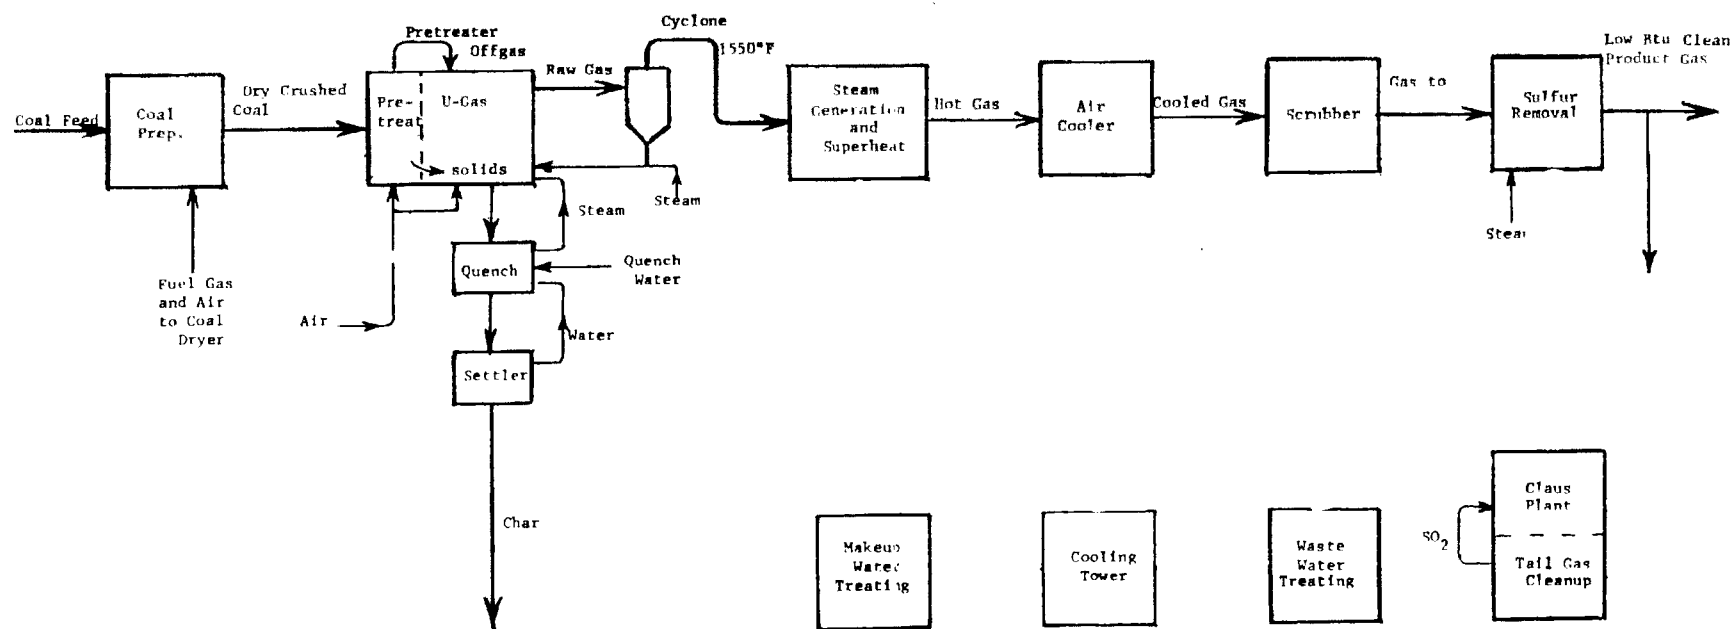 Cyclone
Pretreater
Offgas
1550°F
Low Btu Clean
Product Gas
Raw Gas
Dry Crushed
Coal
Coal Feed
Coal
Prep.
Pre-
treat
U-Gas
solids
Steam
Generation
and
Superheat
Hot Gas
Air
Cooler
Cooled Gas
Scrubber
Gas to
Sulfur
Removal
Steam
Steam
Quench
Quench
Water
Fuel Gas
and Air
to Coal
Dryer
Air
Water
Settler
Char
Makeup
Water
Treating
Cooling
Tower
Waste
Water
Treating
SO2
Claus
Plant
Tail Gas
Cleanup